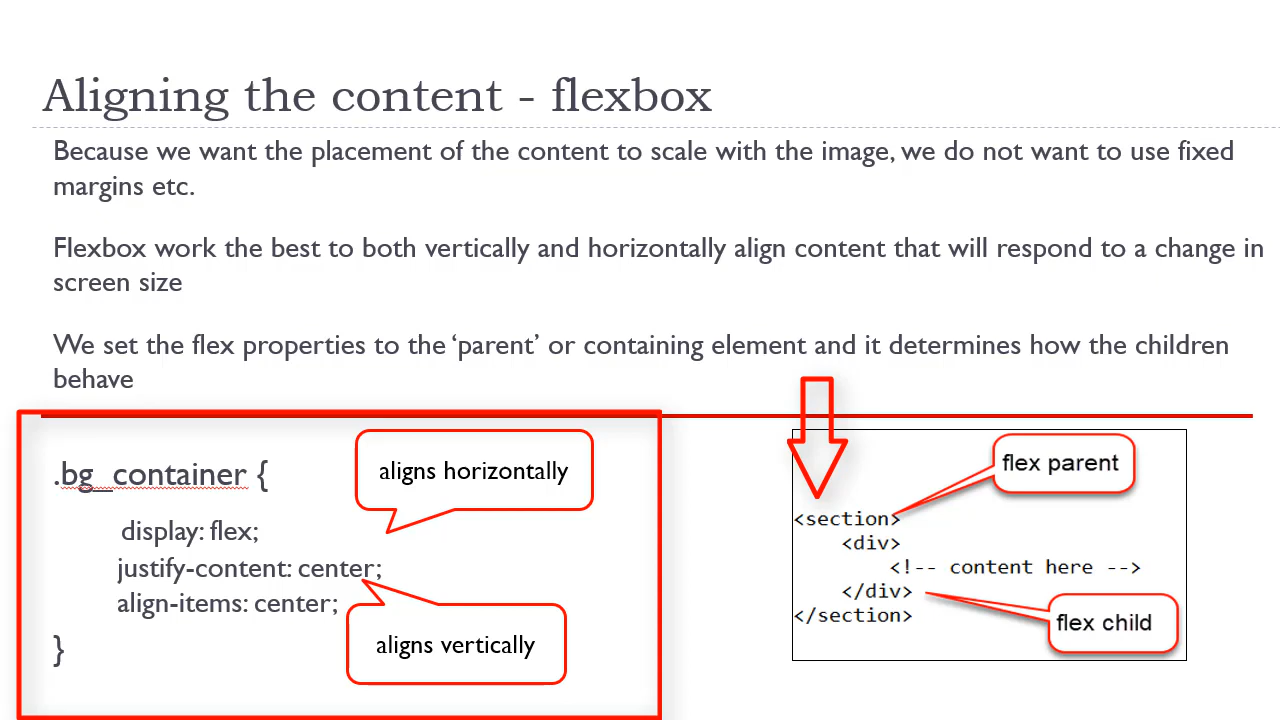 Aligning the content - flexbox
Because we want the placement of the content to scale with the image, we do not want to use fixed
margins etc.
Flexbox work the best to both vertically and horizontally align content that will respond to a change in
screen size
We set the flex properties to the ‘parent’ or containing element and it determines how the children
behave
.bg_container {
aligns horizontally
display: flex;
justify-content: center;
align-items: center;
aligns vertically
}
flex parent
<section>
<div>
<!-- content here -->
</div>
</section>
flex child